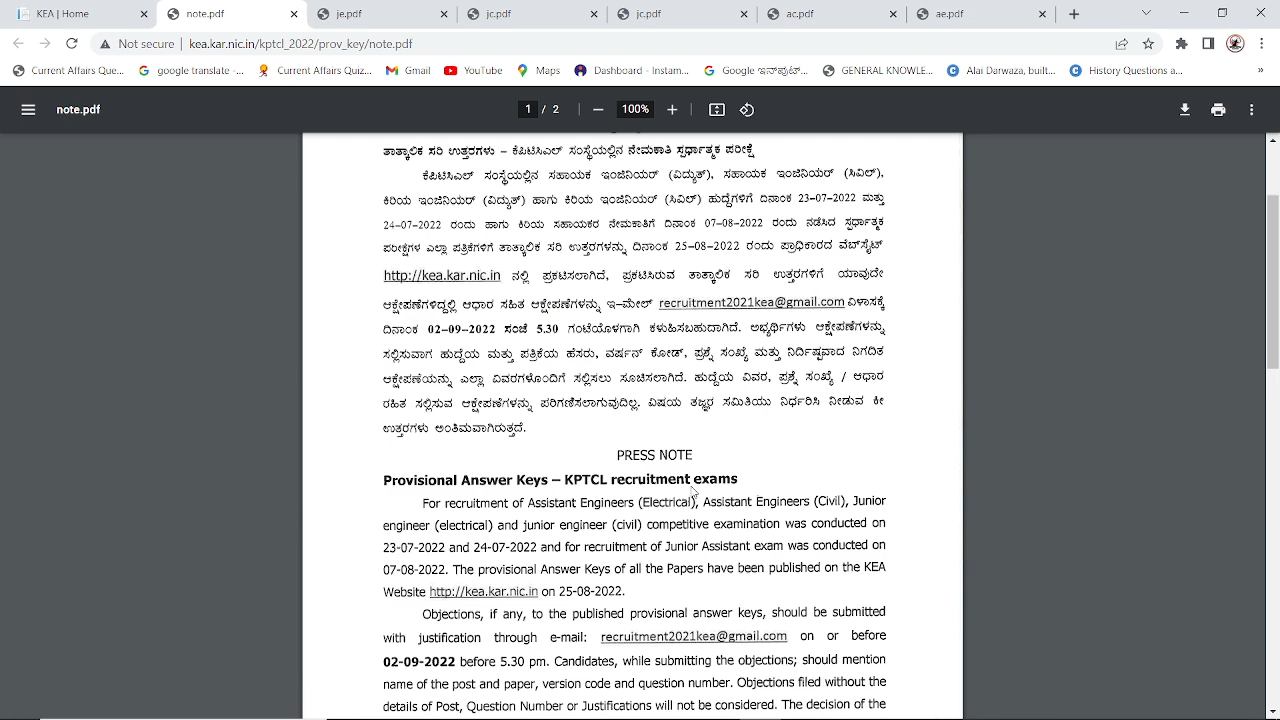 KEA | Home
note.pdf
je.pdf
jc.pdf
jc.pdf
ac.pdf
ae.pdf
Not secure | kea.kar.nic.in/kptcl_2022/prov_key/note.pdf
Current Affairs Que...
google translate -...
Current Affairs Quiz...
Gmail
YouTube
Maps
Dashboard - Instam...
Google ಇನ್‌ಪುಟ್...
GENERAL KNOWLE...
Alai Darwaza, built...
History Questions a...
»
note.pdf
1 / 2
100%
ತಾತ್ಕಾಲಿಕ ಸರಿ ಉತ್ತರಗಳು – ಕೆಪಿಟಿಸಿಎಲ್ ಸಂಸ್ಥೆಯಲ್ಲಿನ ನೇಮಕಾತಿ ಸ್ಪರ್ಧಾತ್ಮಕ ಪರೀಕ್ಷೆ
ಕೆಪಿಟಿಸಿಎಲ್ ಸಂಸ್ಥೆಯಲ್ಲಿನ ಸಹಾಯಕ ಇಂಜಿನಿಯರ್ (ವಿದ್ಯುತ್), ಸಹಾಯಕ ಇಂಜಿನಿಯರ್ (ಸಿವಿಲ್),
ಕಿರಿಯ ಇಂಜಿನಿಯರ್ (ವಿದ್ಯುತ್) ಹಾಗು ಕಿರಿಯ ಇಂಜಿನಿಯರ್ (ಸಿವಿಲ್) ಹುದ್ದೆಗಳಿಗೆ ದಿನಾಂಕ 23-07-2022 ಮತ್ತು
24-07-2022 ರಂದು ಹಾಗು ಕಿರಿಯ ಸಹಾಯಕರ ನೇಮಕಾತಿಗೆ ದಿನಾಂಕ 07-08-2022 ರಂದು ನಡೆಸಿದ ಸ್ಪರ್ಧಾತ್ಮಕ
ಪರೀಕ್ಷೆಗಳ ಎಲ್ಲಾ ಪತ್ರಿಕೆಗಳಿಗೆ ತಾತ್ಕಾಲಿಕ ಸರಿ ಉತ್ತರಗಳನ್ನು ದಿನಾಂಕ 25-08-2022 ರಂದು ಪ್ರಾಧಿಕಾರದ ವೆಬ್‌ಸೈಟ್
http://kea.kar.nic.in ನಲ್ಲಿ ಪ್ರಕಟಿಸಲಾಗಿದೆ, ಪ್ರಕಟಿಸಿರುವ ತಾತ್ಕಾಲಿಕ ಸರಿ ಉತ್ತರಗಳಿಗೆ ಯಾವುದೇ
ಆಕ್ಷೇಪಣೆಗಳಿದ್ದಲ್ಲಿ ಆಧಾರ ಸಹಿತ ಆಕ್ಷೇಪಣೆಗಳನ್ನು ಇ-ಮೇಲ್ recruitment2021kea@gmail.com ವಿಳಾಸಕ್ಕೆ
ದಿನಾಂಕ 02-09-2022 ಸಂಜೆ 5.30 ಗಂಟೆಯೊಳಗಾಗಿ ಕಳುಹಿಸಬಹುದಾಗಿದೆ. ಅಭ್ಯರ್ಥಿಗಳು ಆಕ್ಷೇಪಣೆಗಳನ್ನು
ಸಲ್ಲಿಸುವಾಗ ಹುದ್ದೆಯ ಮತ್ತು ಪತ್ರಿಕೆಯ ಹೆಸರು, ವರ್ಷನ್ ಕೋಡ್, ಪ್ರಶ್ನೆ ಸಂಖ್ಯೆ ಮತ್ತು ನಿರ್ದಿಷ್ಟವಾದ ನಿಗದಿತ
ಆಕ್ಷೇಪಣೆಯನ್ನು ಎಲ್ಲಾ ವಿವರಗಳೊಂದಿಗೆ ಸಲ್ಲಿಸಲು ಸೂಚಿಸಲಾಗಿದೆ. ಹುದ್ದೆಯ ವಿವರ, ಪ್ರಶ್ನೆ ಸಂಖ್ಯೆ / ಆಧಾರ
ರಹಿತ ಸಲ್ಲಿಸುವ ಆಕ್ಷೇಪಣೆಗಳನ್ನು ಪರಿಗಣಿಸಲಾಗುವುದಿಲ್ಲ. ವಿಷಯ ತಜ್ಞರ ಸಮಿತಿಯು ನಿರ್ಧರಿಸಿ ನೀಡುವ ಕೀ
ಉತ್ತರಗಳು ಅಂತಿಮವಾಗಿರುತ್ತದೆ.
PRESS NOTE
Provisional Answer Keys – KPTCL recruitment exams
For recruitment of Assistant Engineers (Electrical), Assistant Engineers (Civil), Junior
engineer (electrical) and junior engineer (civil) competitive examination was conducted on
23-07-2022 and 24-07-2022 and for recruitment of Junior Assistant exam was conducted on
07-08-2022. The provisional Answer Keys of all the Papers have been published on the KEA
Website http://kea.kar.nic.in on 25-08-2022.
Objections, if any, to the published provisional answer keys, should be submitted
with justification through e-mail: recruitment2021kea@gmail.com on or before
02-09-2022 before 5.30 pm. Candidates, while submitting the objections; should mention
name of the post and paper, version code and question number. Objections filed without the
details of Post, Question Number or Justifications will not be considered. The decision of the